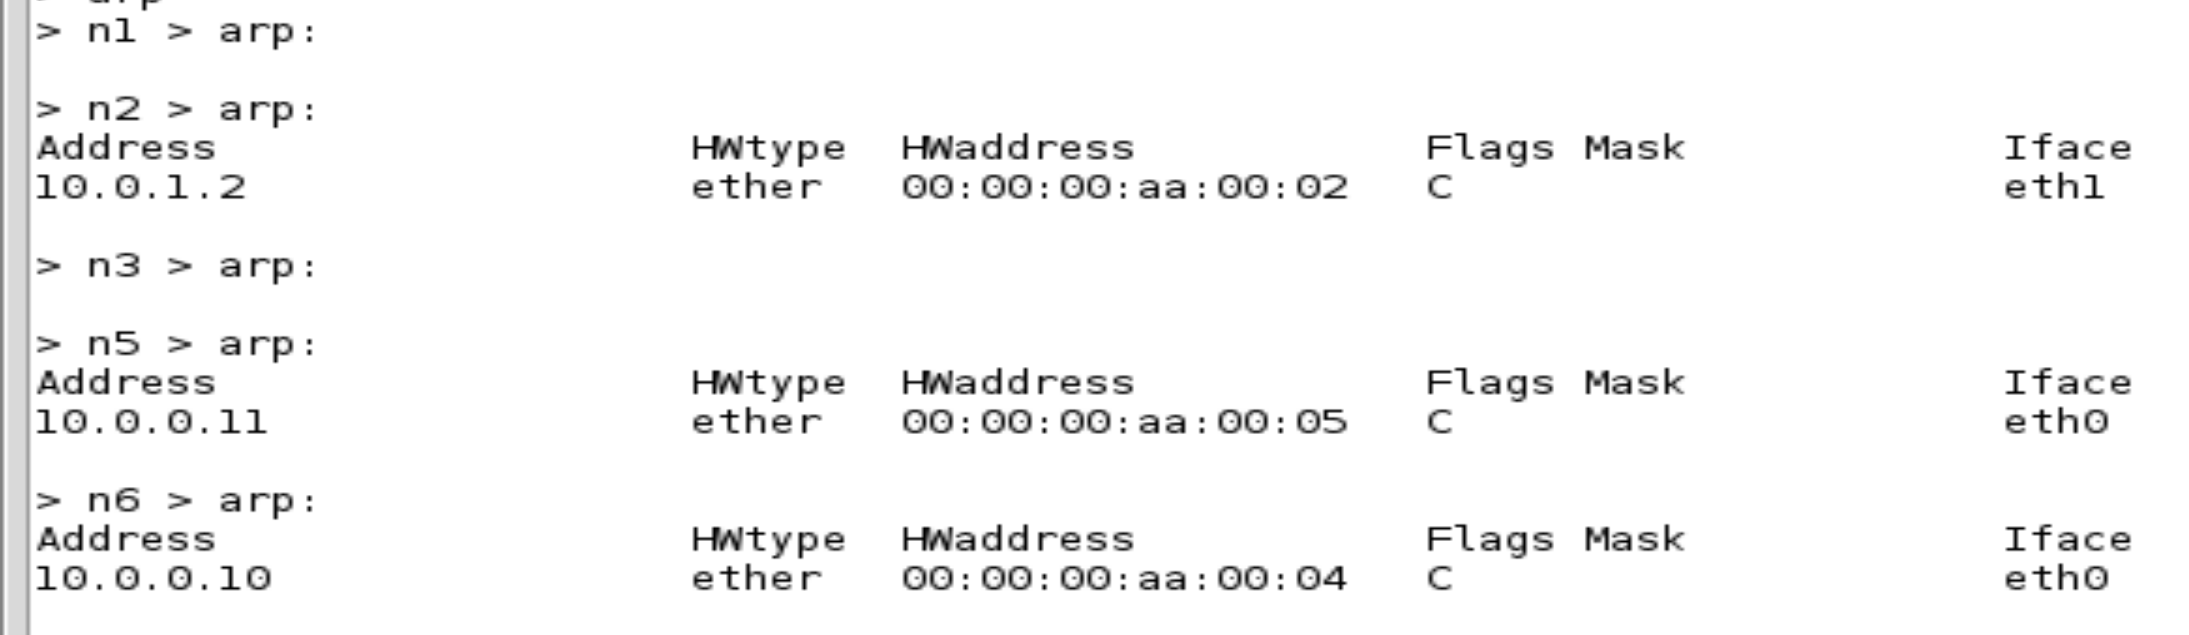 > arp
> n1 > arp:
> n2 > arp:
Address HWtype HWaddress Flags Mask Iface
10.0.1.2 ether 00:00:00:aa:00:02 C eth1
> n3 > arp:
> n5 > arp:
Address HWtype HWaddress Flags Mask Iface
10.0.0.11 ether 00:00:00:aa:00:05 C eth0
> n6 > arp:
Address HWtype HWaddress Flags Mask Iface
10.0.0.10 ether 00:00:00:aa:00:04 C eth0